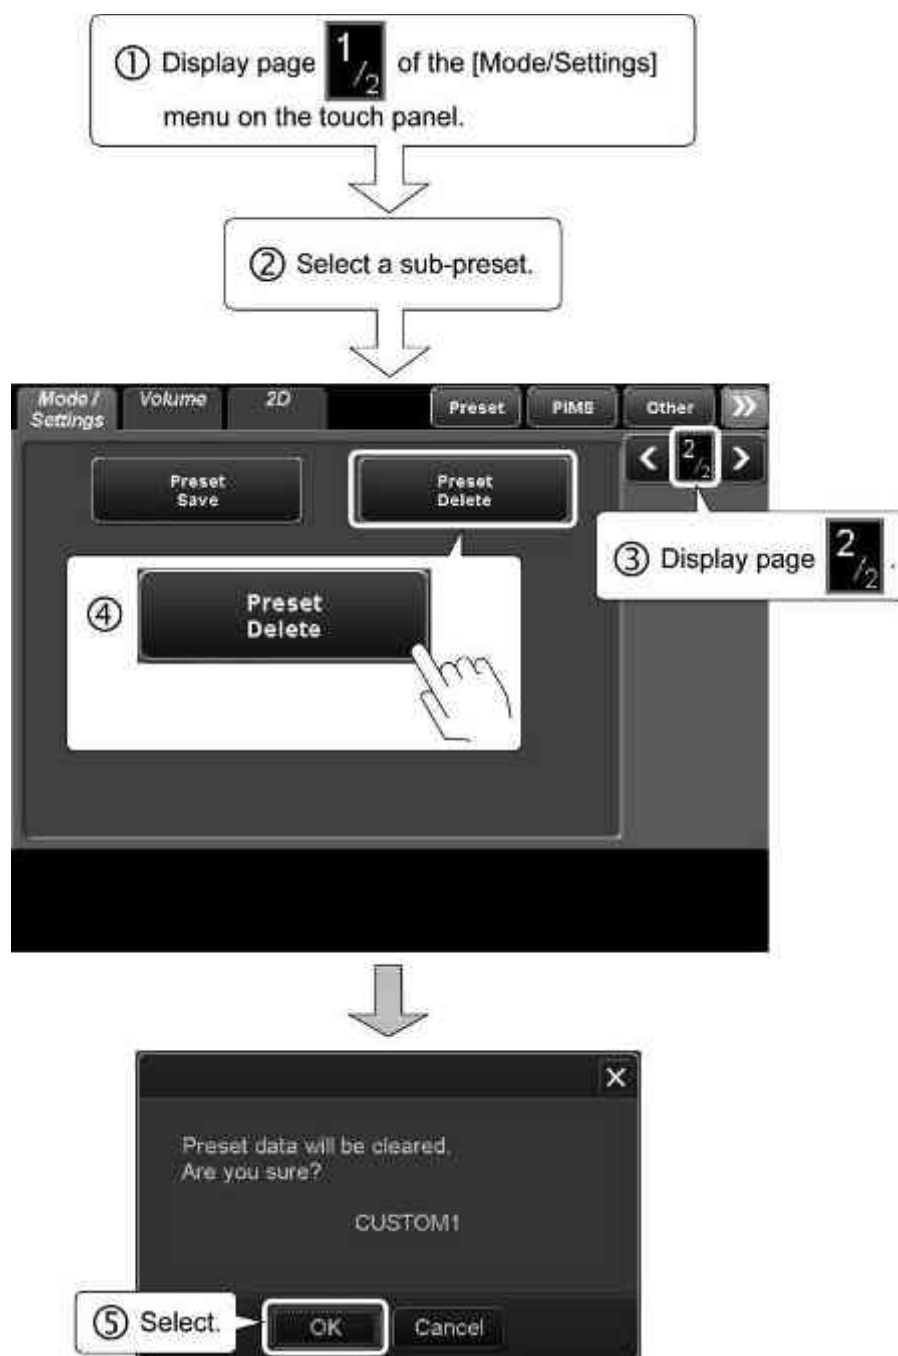 ① Display page 1/2 of the [Mode/Settings]
menu on the touch panel.
② Select a sub-preset.
Mode / Settings Volume 2D Preset PIMS Other »
Preset Save Preset Delete < 2/2 >
③ Display page 2/2.
④ Preset
Delete
X
Preset data will be cleared.
Are you sure?
CUSTOM1
⑤ Select. OK Cancel